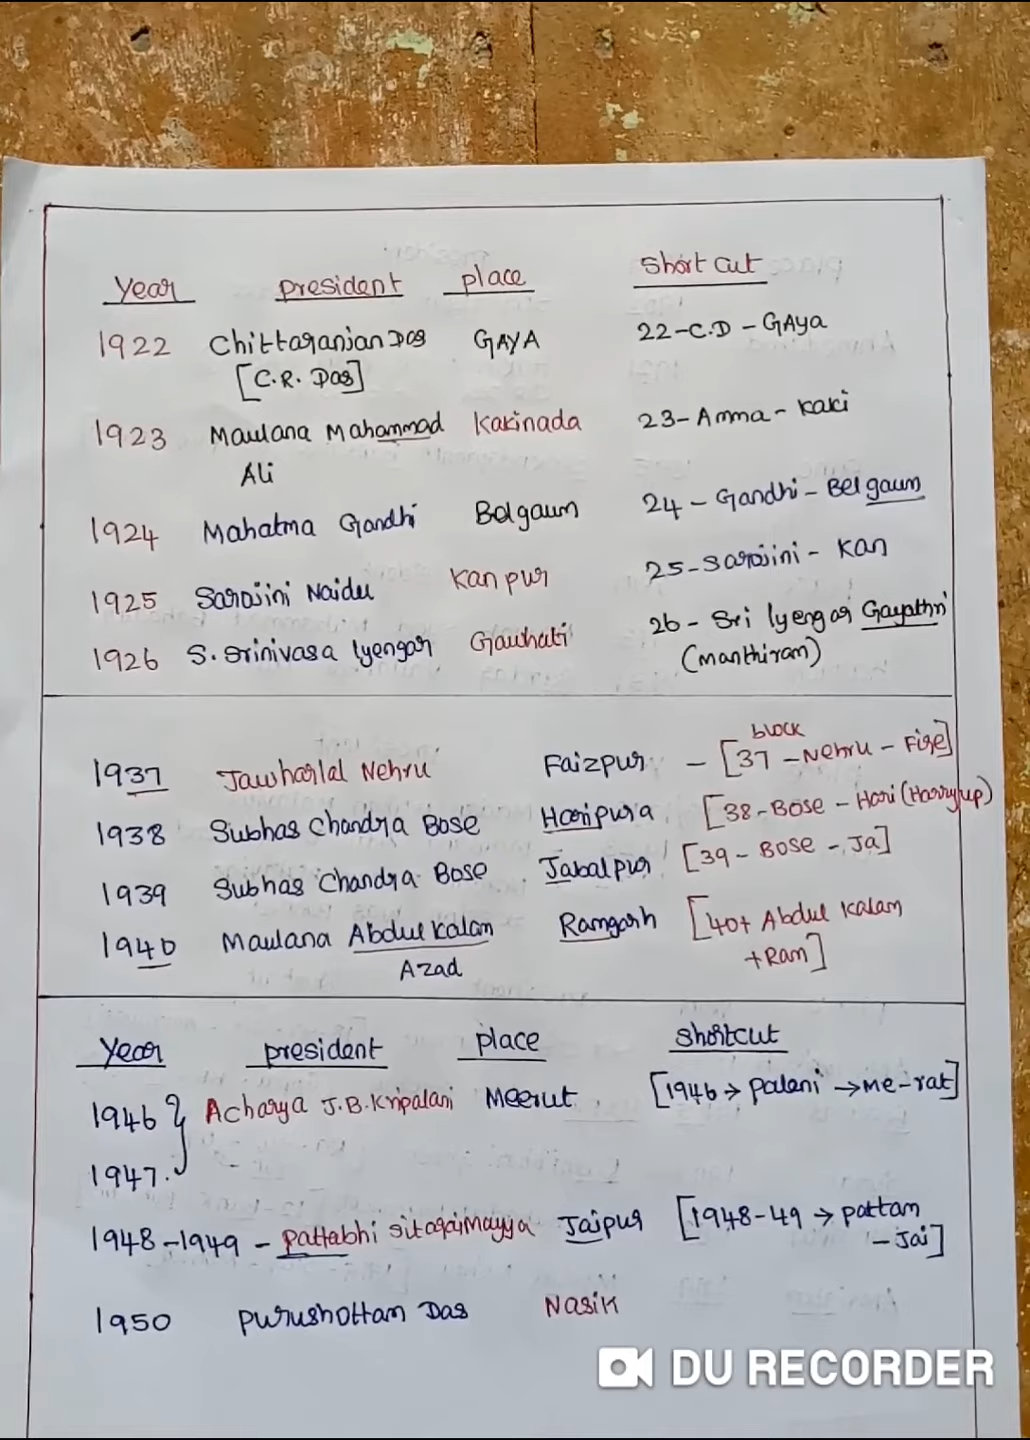 Year president place Short cut
1922 Chittaranjan Das GAYA 22-C.D - GAya
[C.R. Das]
1923 Maulana Mahammad Kakinada 23-Amma - kaki
Ali
1924 Mahatma Gandhi Belgaum 24 - Gandhi - Belgaum
1925 Sarojini Naidu Kanpur 25-Sarojini - Kan
1926 S. Srinivasa Iyengar Gauhati 26 - Sri Iyengar Gayathri
(manthiram)
block
1937 Jawharlal Nehru Faizpur - [37 - Nehru - Fire]
1938 Subhas Chandra Bose Haripura [38-Bose - Hari (Harry up)
1939 Subhas Chandra Bose Jabalpur [39 - Bose - Ja]
1940 Maulana Abdul kalam Ramgarh [40+ Abdul Kalam
Azad +Ram]
Year president place shortcut
1946 } Acharya J.B. Kripalani Meerut [1946 → palani → Me-rat]
1947.
1948-1949 - pattabhi sitaraimayya Jaipur [1948-49 → pattam
- Jai]
1950 purushottam Das Nasik
DU RECORDER